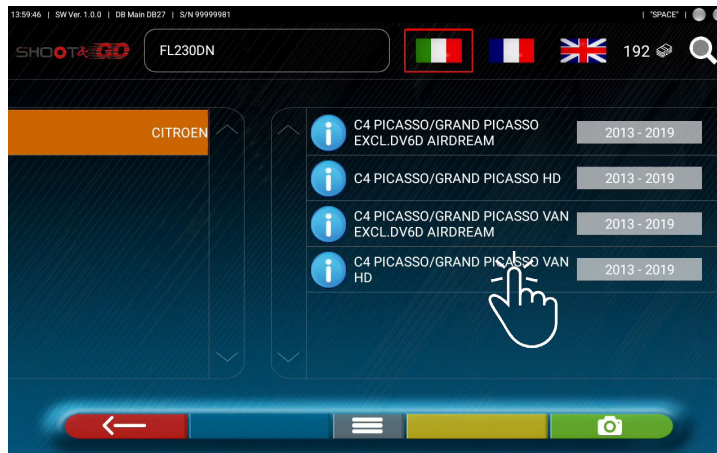 13:59:46 | SW Ver. 1.0.0 | DB Main DB27 | S/N 99999981
| "SPACE" |
SHOOT& GO
FL230DN
192
CITROEN
C4 PICASSO/GRAND PICASSO
EXCL.DV6D AIRDREAM
2013 - 2019
C4 PICASSO/GRAND PICASSO HD
2013 - 2019
C4 PICASSO/GRAND PICASSO VAN
EXCL.DV6D AIRDREAM
2013 - 2019
C4 PICASSO/GRAND PICASSO VAN
HD
2013 - 2019